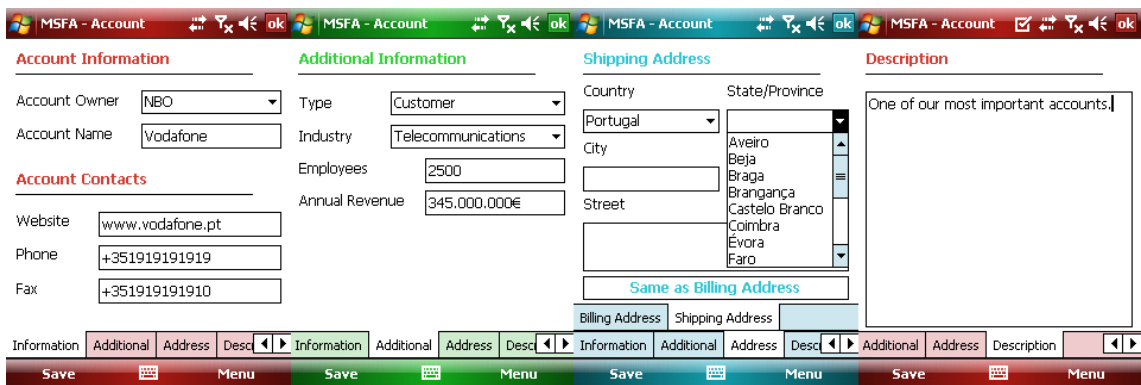 MSFA - Account ok
Account Information
Account Owner NBO
Account Name Vodafone
Account Contacts
Website www.vodafone.pt
Phone +351919191919
Fax +351919191910
Information Additional Address Descr
Save Menu
MSFA - Account ok
Additional Information
Type Customer
Industry Telecommunications
Employees 2500
Annual Revenue 345.000.000€
Information Additional Address Descr
Save Menu
MSFA - Account ok
Shipping Address
Country State/Province
Portugal
City
Street
Aveiro
Beja
Braga
Brangança
Castelo Branco
Coimbra
Évora
Faro
Same as Billing Address
Billing Address Shipping Address
Information Additional Address Descr
Save Menu
MSFA - Account ok
Description
One of our most important accounts.
Additional Address Description
Save Menu